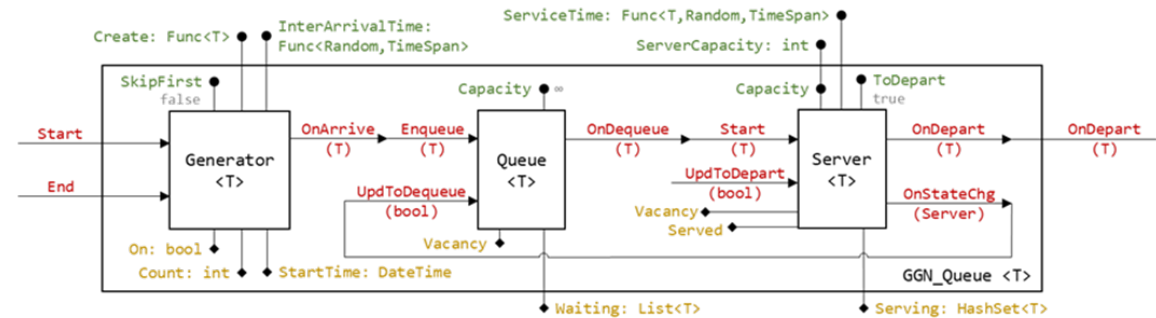 ServiceTime: Func<T,Random,TimeSpan>
Create: Func<T>
InterArrivalTime:
Func<Random,TimeSpan>
ServerCapacity: int
SkipFirst
false
Capacity ∞
Capacity
ToDepart
true
Start
End
Generator
<T>
OnArrive
(T)
Enqueue
(T)
Queue
<T>
OnDequeue
(T)
Start
(T)
Server
<T>
OnDepart
(T)
OnDepart
(T)
UpdToDequeue
(bool)
UpdToDepart
(bool)
OnStateChg
(Server)
Vacancy
Served
Vacancy
On: bool
Count: int
StartTime: DateTime
GGN_Queue <T>
Waiting: List<T>
Serving: HashSet<T>